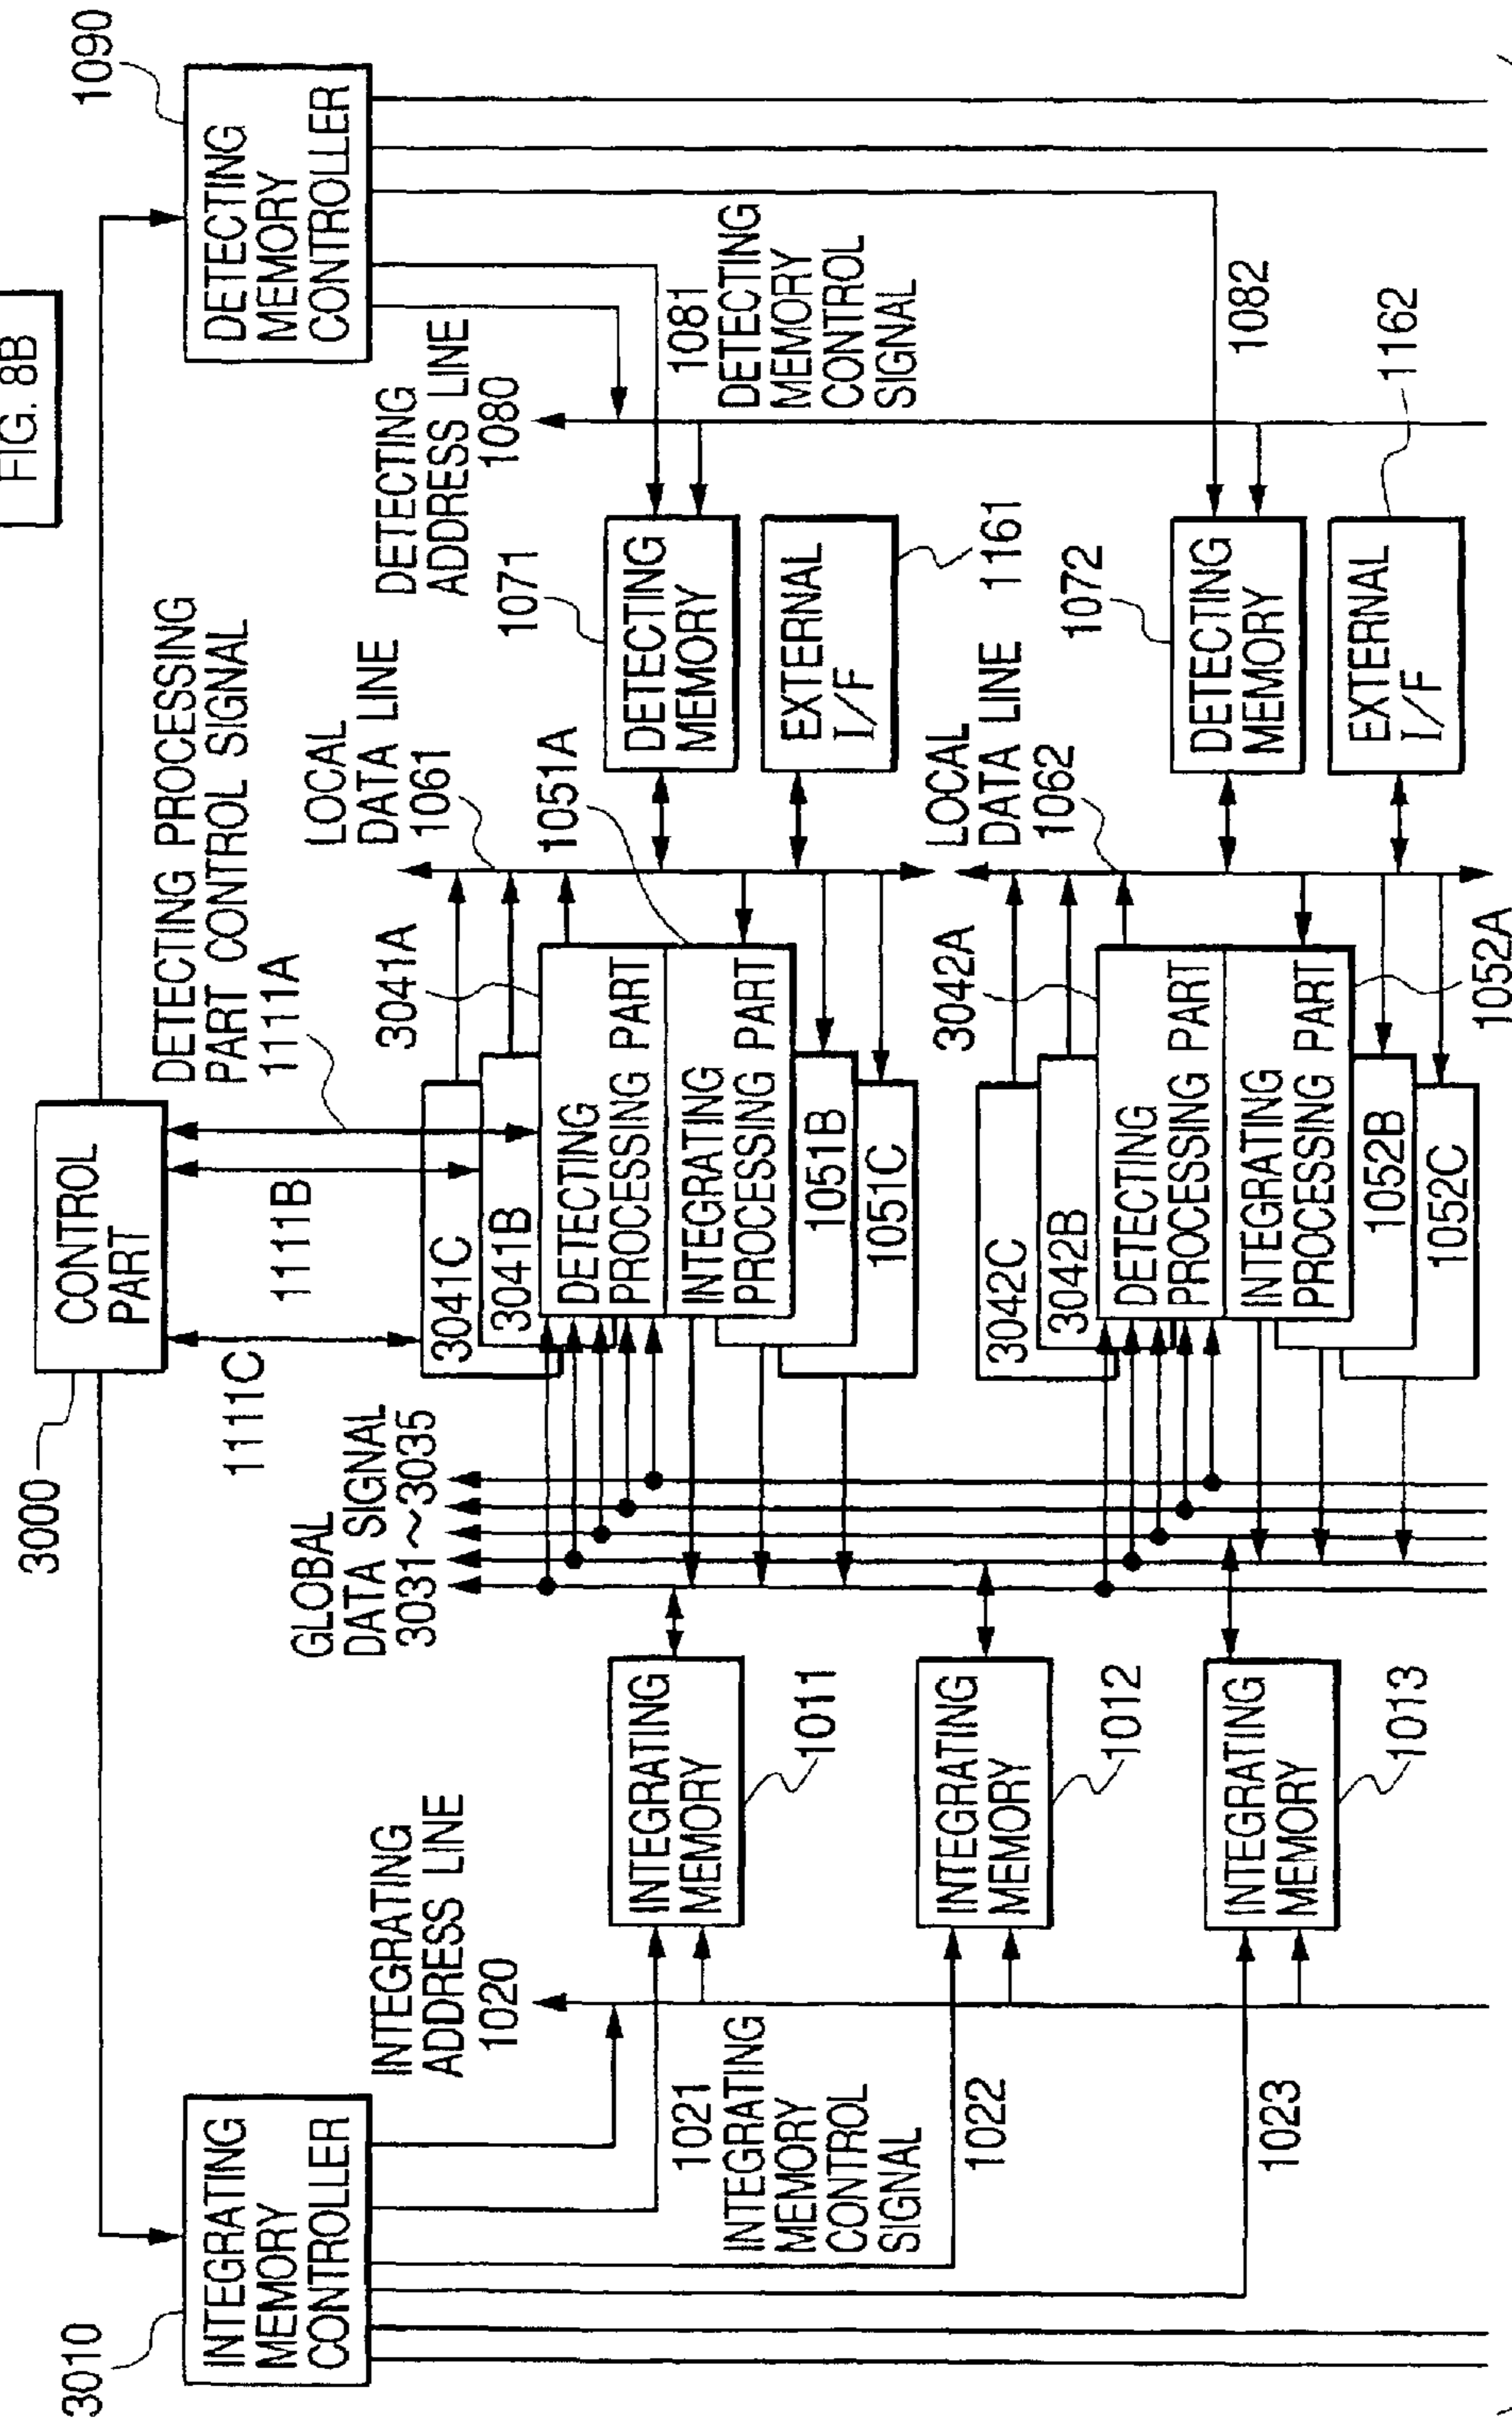 FIG. 8B
3000
CONTROL
PART
3010
INTEGRATING
MEMORY
CONTROLLER
1090
DETECTING
MEMORY
CONTROLLER
1111C
1111B
DETECTING PROCESSING
PART CONTROL SIGNAL
1111A
INTEGRATING
ADDRESS LINE
1020
GLOBAL
DATA SIGNAL
3031~3035
LOCAL
DATA LINE
1061
DETECTING
ADDRESS LINE
1080
1021
INTEGRATING
MEMORY
CONTROL
SIGNAL
1022
1023
INTEGRATING
MEMORY
1011
INTEGRATING
MEMORY
1012
INTEGRATING
MEMORY
1013
3041C
3041B
3041A
DETECTING
PROCESSING PART
INTEGRATING
PROCESSING PART
1051A
1051B
1051C
1071
DETECTING
MEMORY
EXTERNAL
I/F
1161
1081
DETECTING
MEMORY
CONTROL
SIGNAL
1082
3042C
3042B
3042A
DETECTING
PROCESSING PART
INTEGRATING
PROCESSING PART
1052B
1052C
1052A
LOCAL
DATA LINE
1062
1072
DETECTING
MEMORY
EXTERNAL
I/F
1162